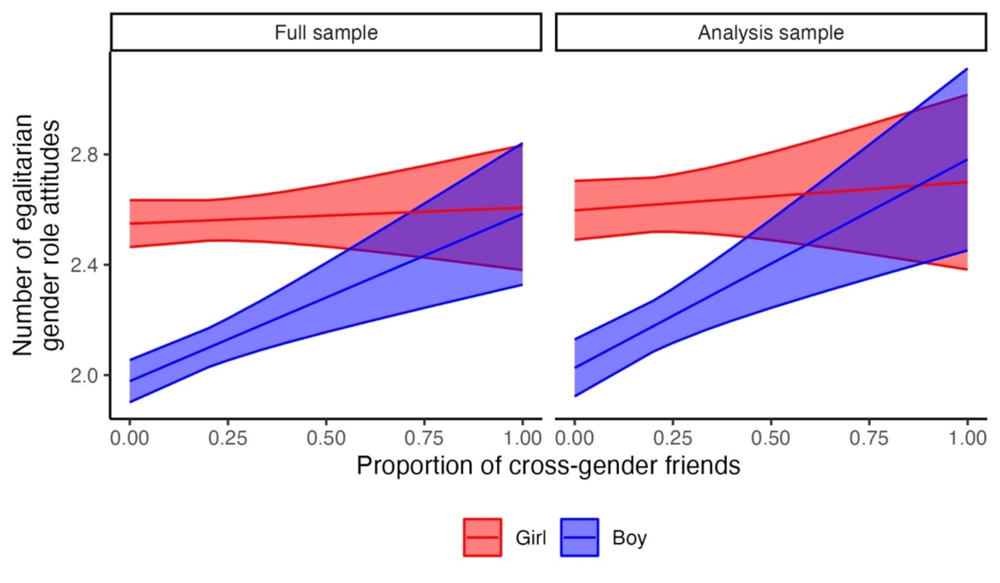 Full sample
Analysis sample
Number of egalitarian
gender role attitudes
2.8
2.4
2.0
0.00 0.25 0.50 0.75 1.00
0.00 0.25 0.50 0.75 1.00
Proportion of cross-gender friends
Girl
Boy